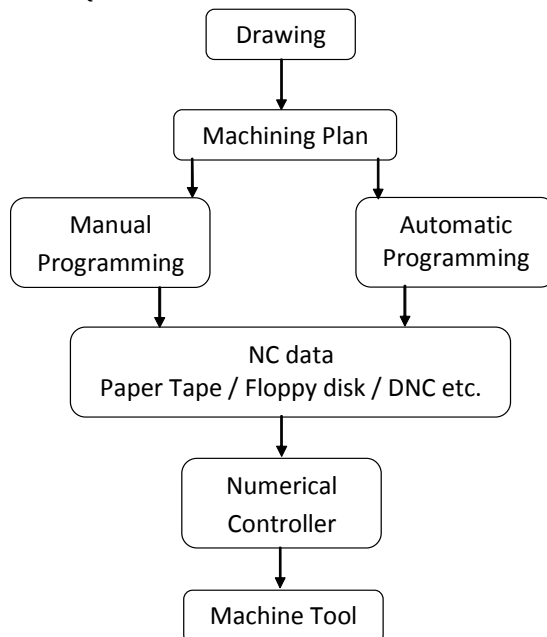 Drawing
Machining Plan
Manual
Programming
Automatic
Programming
NC data
Paper Tape / Floppy disk / DNC etc.
Numerical
Controller
Machine Tool